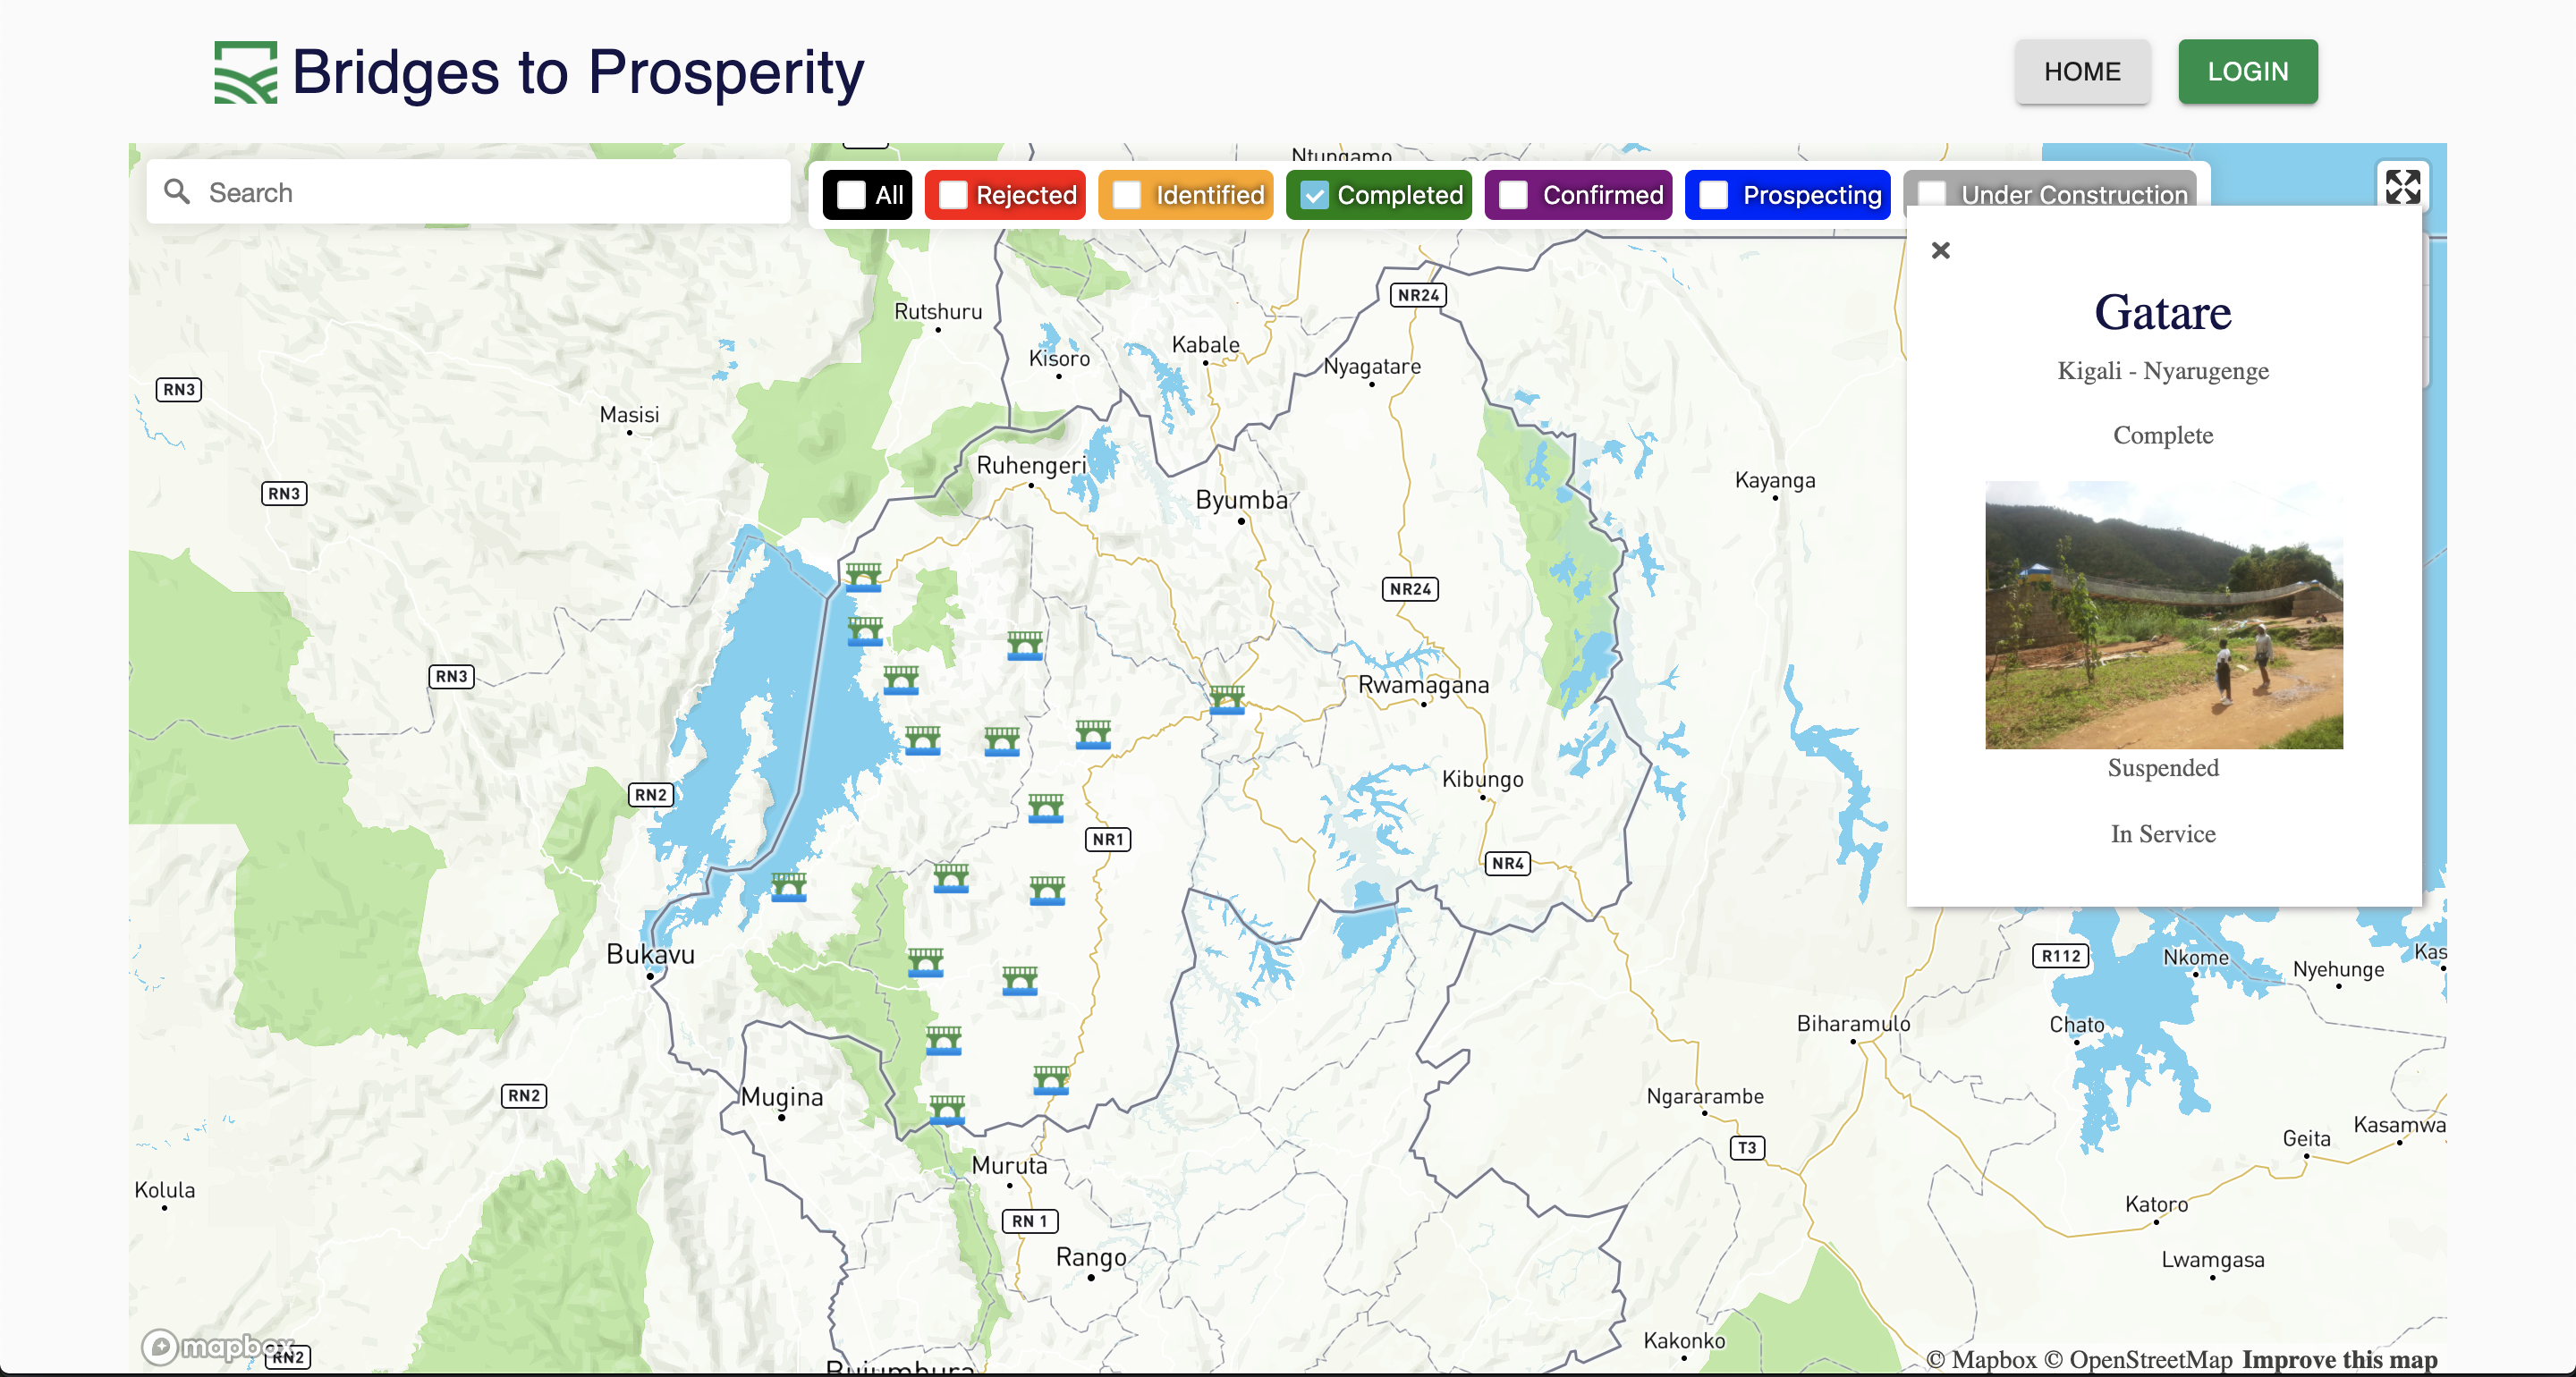 Bridges to Prosperity
HOME
LOGIN
Search
All
Rejected
Identified
Completed
Confirmed
Prospecting
Under Construction
Ntungamo
NR24
Rutshuru
Kisoro
Kabale
Nyagatare
RN3
Masisi
Ruhengeri
RN3
Byumba
Kayanga
NR24
RN3
Rwamagana
RN2
Kibungo
NR1
NR4
Bukavu
RN2
Mugina
Muruta
RN 1
Rango
Kolula
R112
Nkome
Nyehunge
Kas
Biharamulo
Chato
Ngararambe
T3
Kasamwa
Geita
Katoro
Lwamgasa
Kakonko
Bujumbura
mapbox
RN2
×
Gatare
Kigali - Nyarugenge
Complete
Suspended
In Service
© Mapbox © OpenStreetMap Improve this map